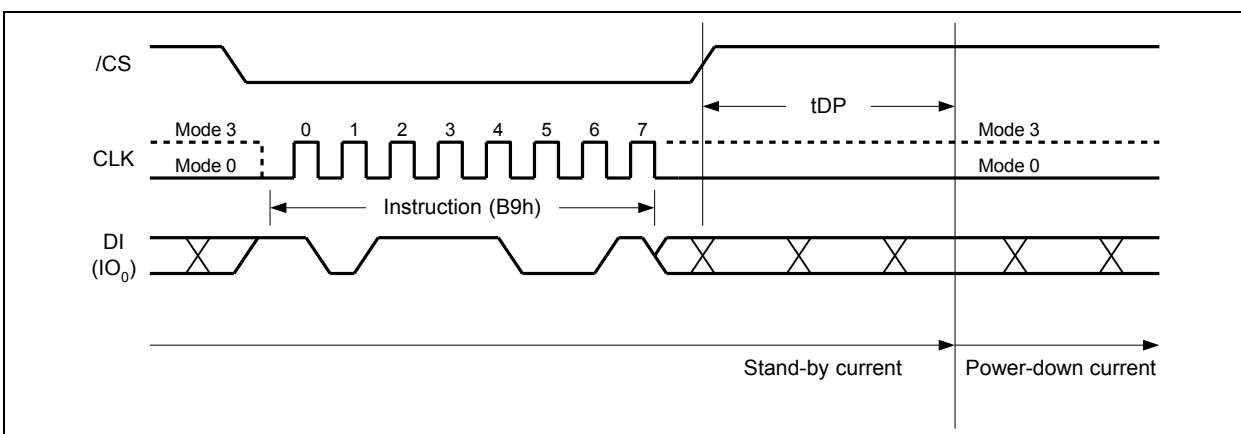 /CS
tDP
Mode 3
0 1 2 3 4 5 6 7
Mode 3
CLK
Mode 0
Mode 0
Instruction (B9h)
DI
(IO₀)
Stand-by current
Power-down current